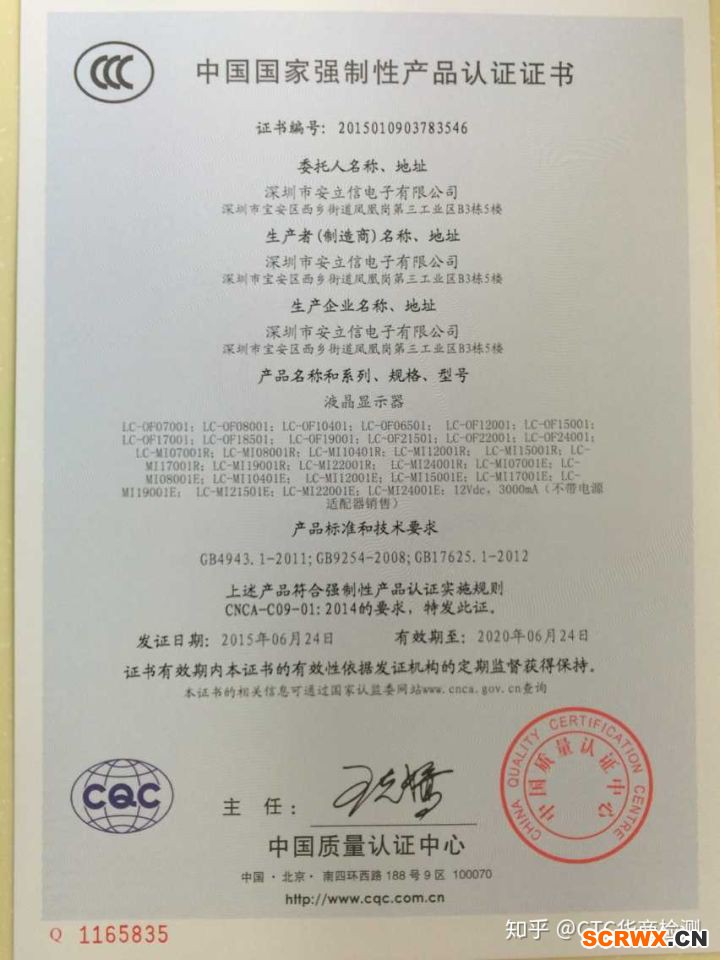 CCC
中国国家强制性产品认证证书
证书编号: 2015010903783546
委托人名称、地址
深圳市安立信电子有限公司
深圳市宝安区西乡街道凤凰岗第三工业区B3栋5楼
生产者(制造商)名称、地址
深圳市安立信电子有限公司
深圳市宝安区西乡街道凤凰岗第三工业区B3栋5楼
生产企业名称、地址
深圳市安立信电子有限公司
深圳市宝安区西乡街道凤凰岗第三工业区B3栋5楼
产品名称和系列、规格、型号
液晶显示器
LC-OF07001; LC-OF08001; LC-OF10401; LC-OF06501; LC-OF12001; LC-OF15001;
LC-OF17001; LC-OF18501; LC-OF19001; LC-OF21501; LC-OF22001; LC-OF24001;
LC-MI07001R; LC-MI08001R; LC-MI10401R; LC-MI12001R; LC-MI15001R; LC-
MI17001R; LC-MI19001R; LC-MI22001R; LC-MI24001R; LC-MI07001E; LC-
MI08001E; LC-MI10401E; LC-MI12001E; LC-MI15001E; LC-MI17001E; LC-
MI19001E; LC-MI21501E; LC-MI22001E; LC-MI24001E: 12Vdc, 3000mA (不带电源
适配器销售)
产品标准和技术要求
GB4943.1-2011;GB9254-2008;GB17625.1-2012
上述产品符合强制性产品认证实施规则
CNCA-C09-01:2014的要求，特发此证。
发证日期: 2015年06月24日 有效期至: 2020年06月24日
证书有效期内本证书的有效性依据发证机构的定期监督获得保持。
本证书的相关信息可通过国家认监委网站www.cnca.gov.cn查询
CQC
主 任:
CHINA QUALITY CERTIFICATION CENTRE
中国质量认证中心
中国质量认证中心
中国·北京·南四环西路 188 号 9 区 100070
http://www.cqc.com.cn
Q 1165835
知乎 @CTC华商检测
SCRWX.CN